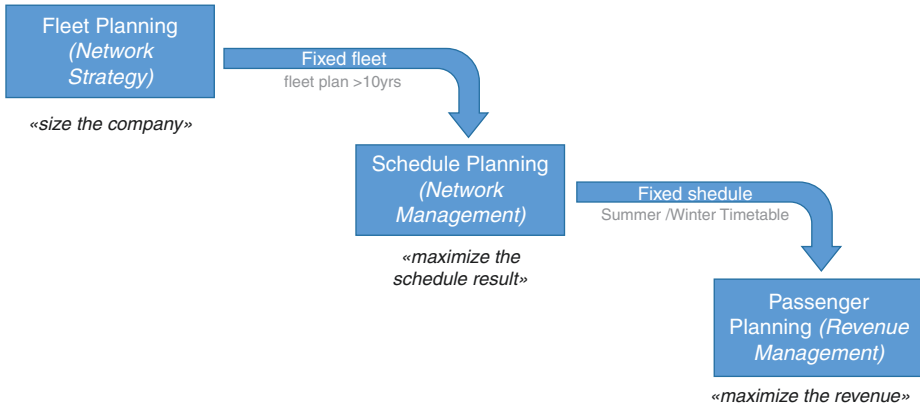 Fleet Planning
(Network
Strategy)
«size the company»
Fixed fleet
fleet plan >10yrs
Schedule Planning
(Network
Management)
«maximize the
schedule result»
Fixed shedule
Summer /Winter Timetable
Passenger
Planning (Revenue
Management)
«maximize the revenue»